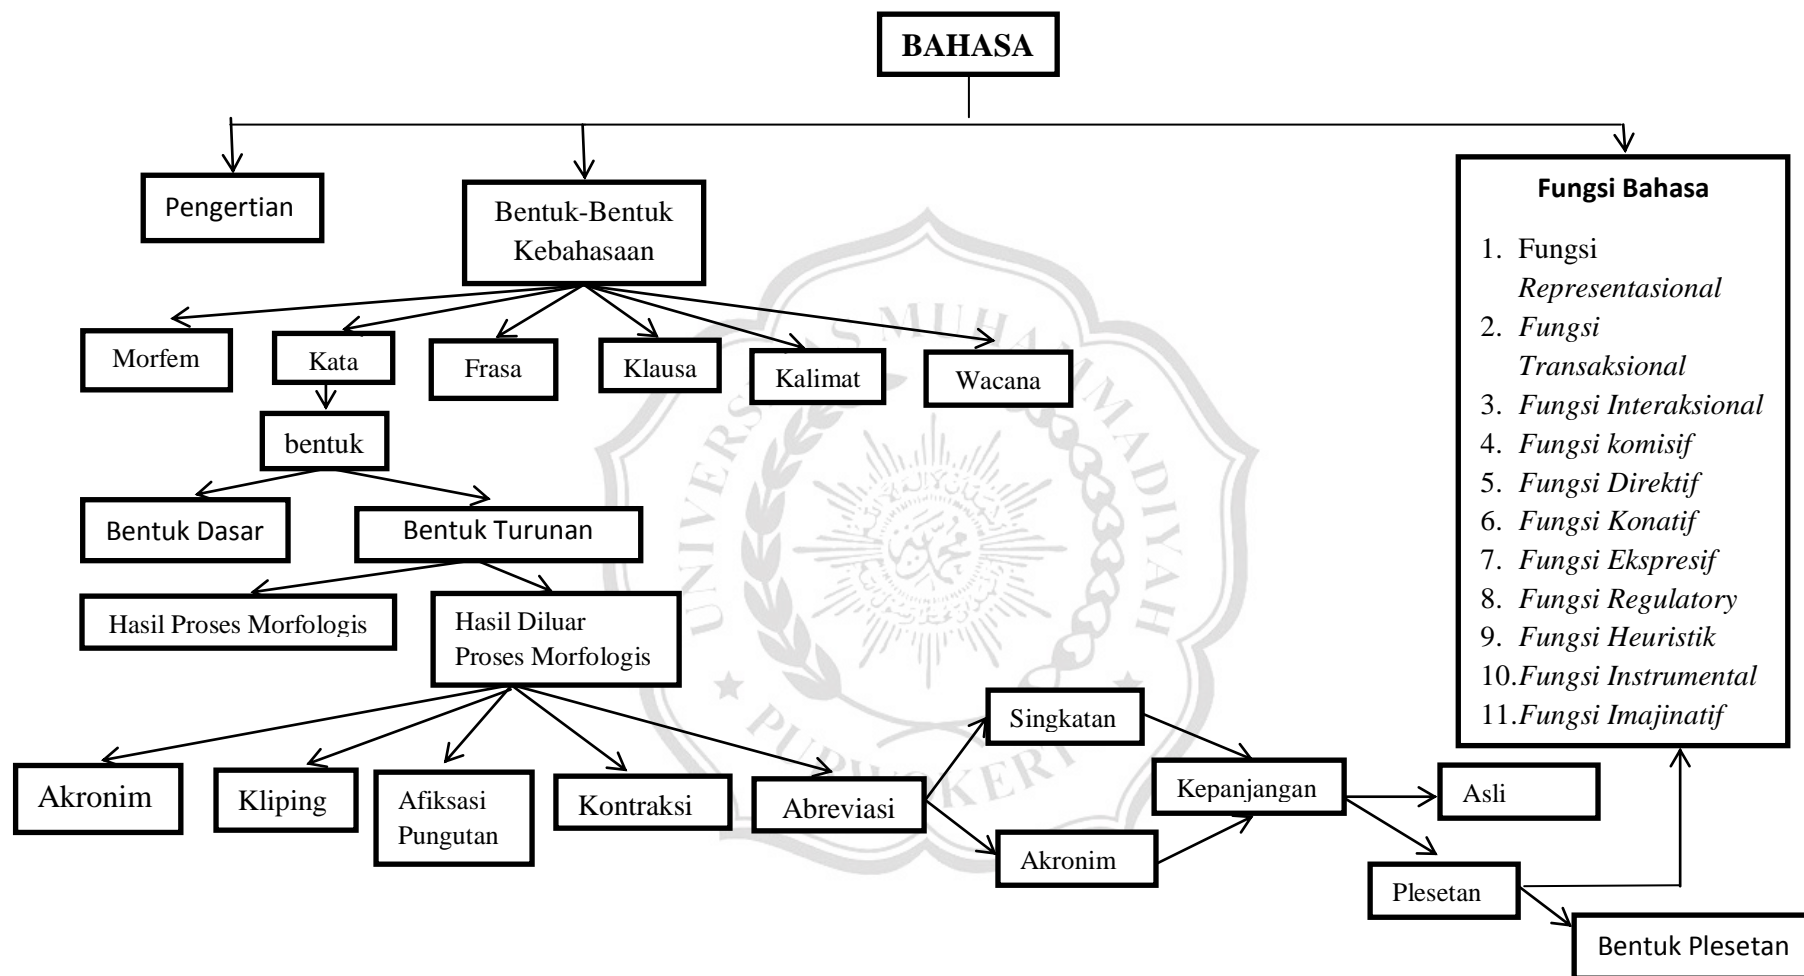 BAHASA
Pengertian
Bentuk-Bentuk
Kebahasaan
Fungsi Bahasa
1. Fungsi
Representasional
2. Fungsi
Transaksional
3. Fungsi Interaksional
4. Fungsi komisif
5. Fungsi Direktif
6. Fungsi Konatif
7. Fungsi Ekspresif
8. Fungsi Regulatory
9. Fungsi Heuristik
10.Fungsi Instrumental
11.Fungsi Imajinatif
Morfem
Kata
Frasa
Klausa
Kalimat
Wacana
bentuk
Bentuk Dasar
Bentuk Turunan
Hasil Proses Morfologis
Hasil Diluar
Proses Morfologis
Akronim
Kliping
Afiksasi
Pungutan
Kontraksi
Abreviasi
Singkatan
Akronim
Kepanjangan
Asli
Plesetan
Bentuk Plesetan
UNIVERSITAS MUHAMMADIYAH